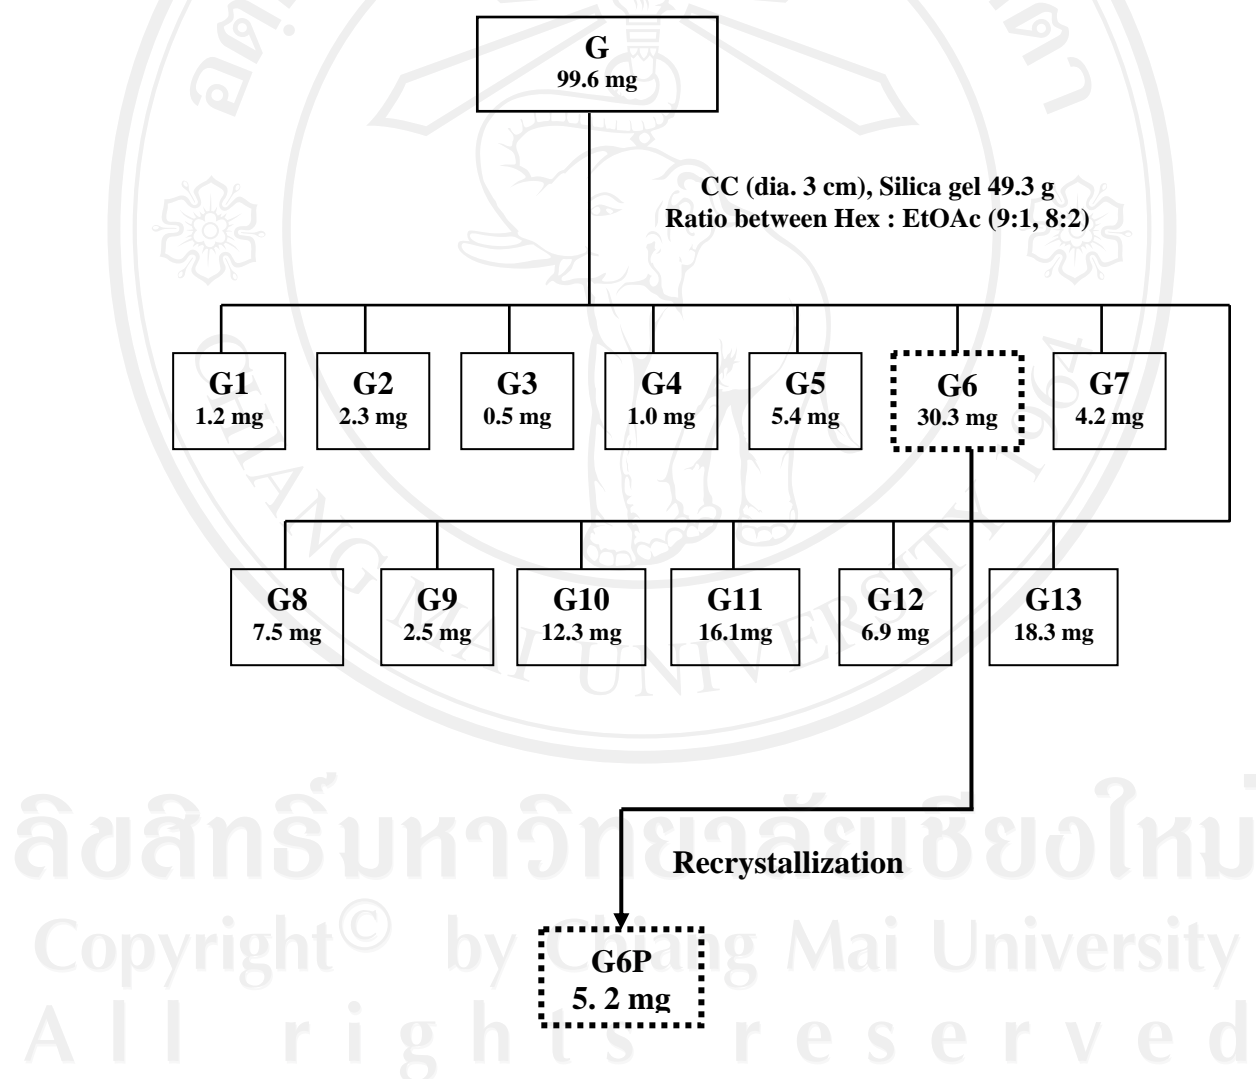 G
99.6 mg
CC (dia. 3 cm), Silica gel 49.3 g
Ratio between Hex : EtOAc (9:1, 8:2)
G1
1.2 mg
G2
2.3 mg
G3
0.5 mg
G4
1.0 mg
G5
5.4 mg
G6
30.3 mg
G7
4.2 mg
G8
7.5 mg
G9
2.5 mg
G10
12.3 mg
G11
16.1mg
G12
6.9 mg
G13
18.3 mg
CHIANG MAI UNIVERSITY 1964
Recrystallization
G6P
5. 2 mg
ลิขสิทธิ์มหาวิทยาลัยเชียงใหม่
Copyright© by Chiang Mai University
All rights reserved